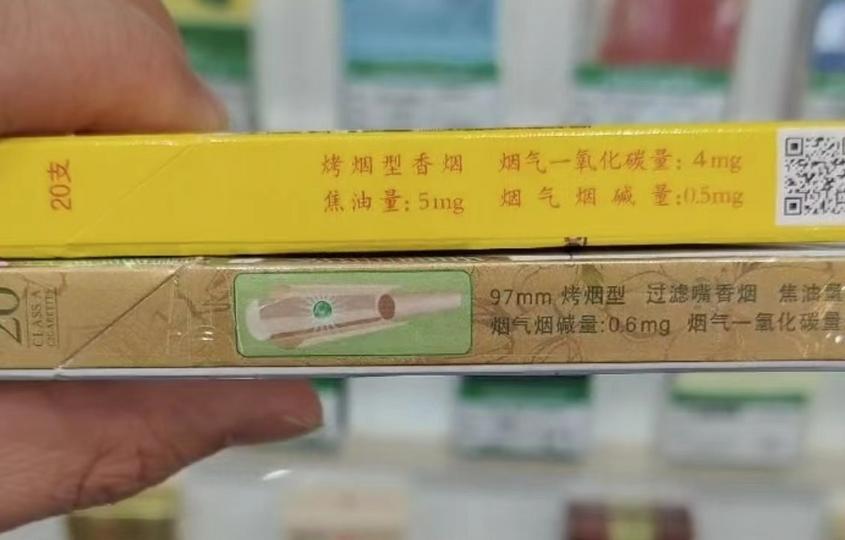 20支
烤烟型香烟 烟气一氧化碳量: 4mg
焦油量: 5mg 烟气烟碱量:0.5mg
20
CLASS A
CIGARETTES
97mm 烤烟型 过滤嘴香烟 焦油量
烟气烟碱量:0.6mg 烟气一氧化碳量